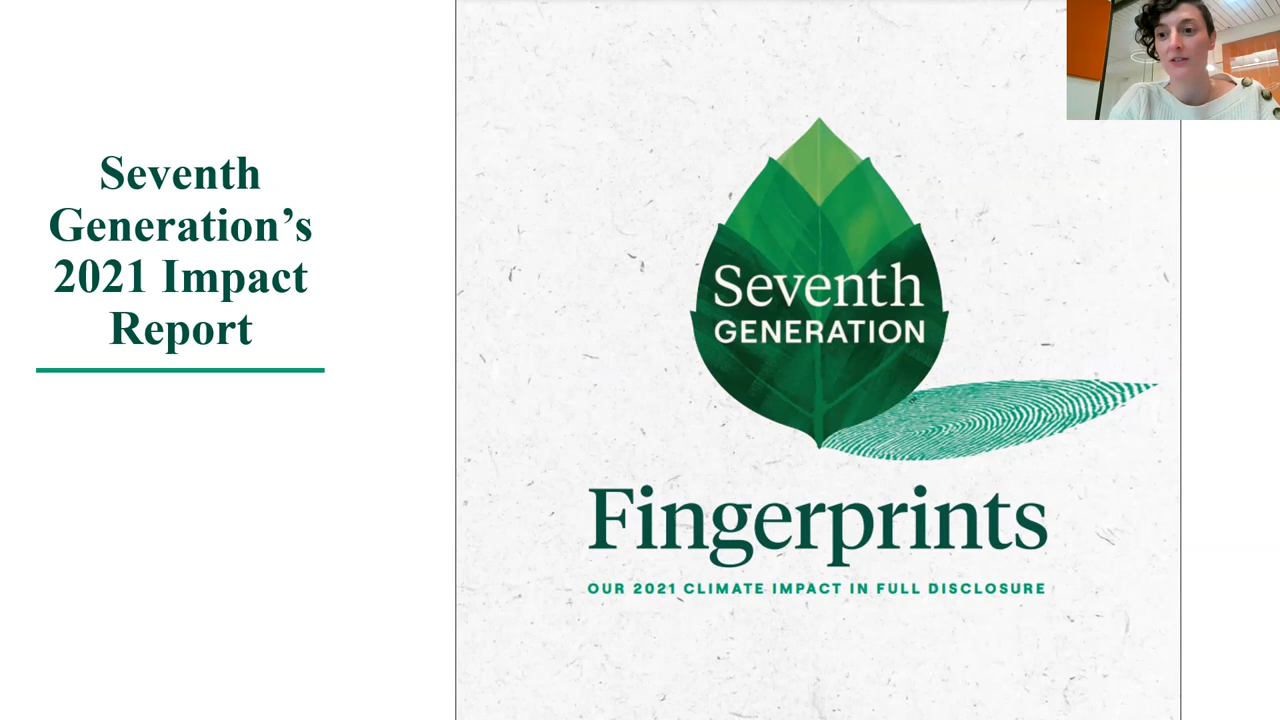 Seventh
Generation’s
2021 Impact
Report
Seventh
GENERATION
Fingerprints
OUR 2021 CLIMATE IMPACT IN FULL DISCLOSURE